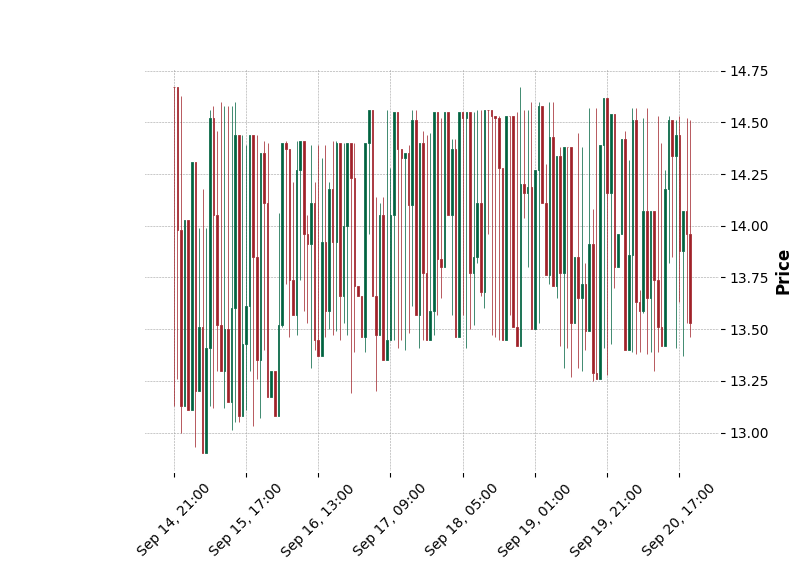 14.75
14.50
14.25
14.00
13.75
13.50
13.25
13.00
Price
Sep 14, 21:00
Sep 15, 17:00
Sep 16, 13:00
Sep 17, 09:00
Sep 18, 05:00
Sep 19, 01:00
Sep 19, 21:00
Sep 20, 17:00